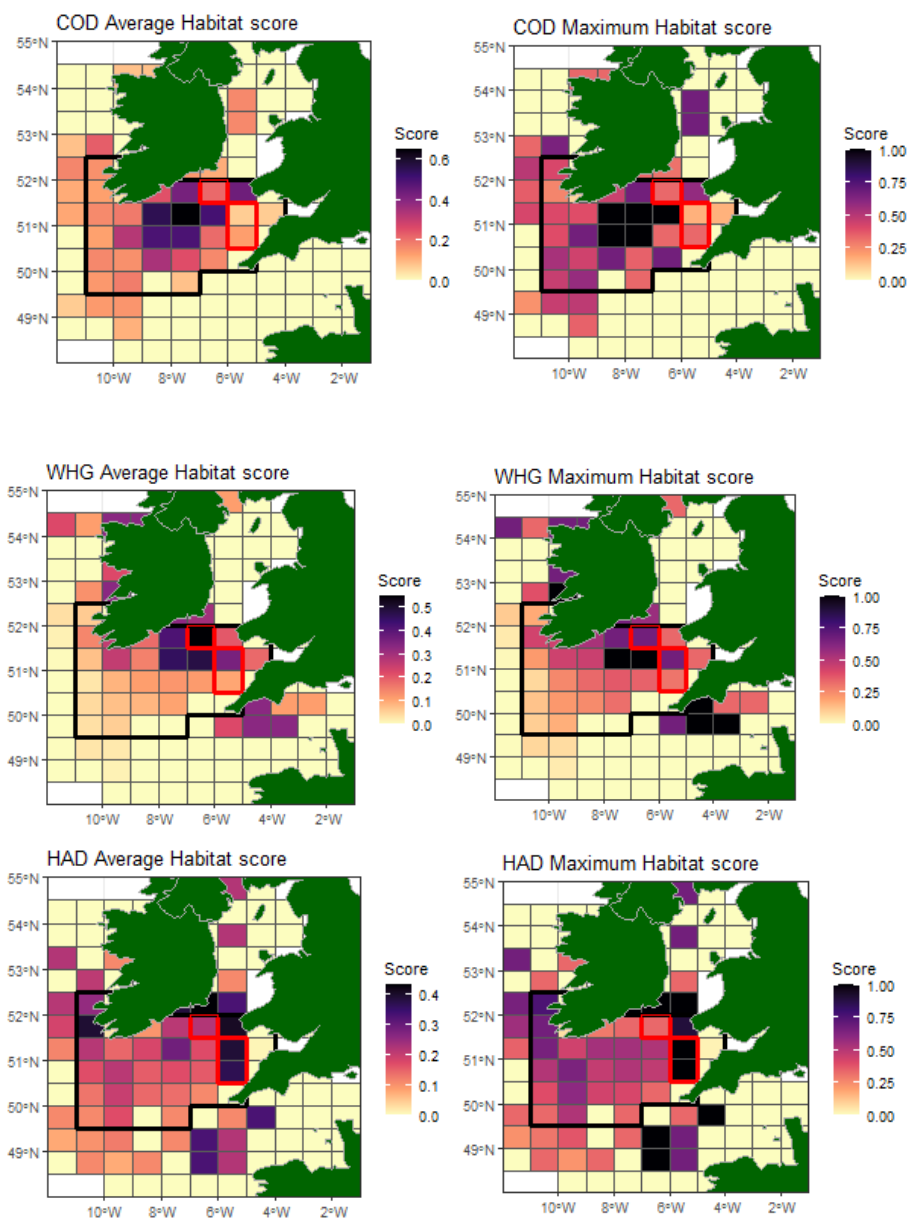 COD Average Habitat score
55°N
54°N
53°N
52°N
51°N
50°N
49°N
10°W 8°W 6°W 4°W 2°W
Score
0.6
0.4
0.2
0.0
COD Maximum Habitat score
55°N
54°N
53°N
52°N
51°N
50°N
49°N
10°W 8°W 6°W 4°W 2°W
Score
1.00
0.75
0.50
0.25
0.00
WHG Average Habitat score
55°N
54°N
53°N
52°N
51°N
50°N
49°N
10°W 8°W 6°W 4°W 2°W
Score
0.5
0.4
0.3
0.2
0.1
0.0
WHG Maximum Habitat score
55°N
54°N
53°N
52°N
51°N
50°N
49°N
10°W 8°W 6°W 4°W 2°W
Score
1.00
0.75
0.50
0.25
0.00
HAD Average Habitat score
55°N
54°N
53°N
52°N
51°N
50°N
49°N
10°W 8°W 6°W 4°W 2°W
Score
0.4
0.3
0.2
0.1
0.0
HAD Maximum Habitat score
55°N
54°N
53°N
52°N
51°N
50°N
49°N
10°W 8°W 6°W 4°W 2°W
Score
1.00
0.75
0.50
0.25
0.00